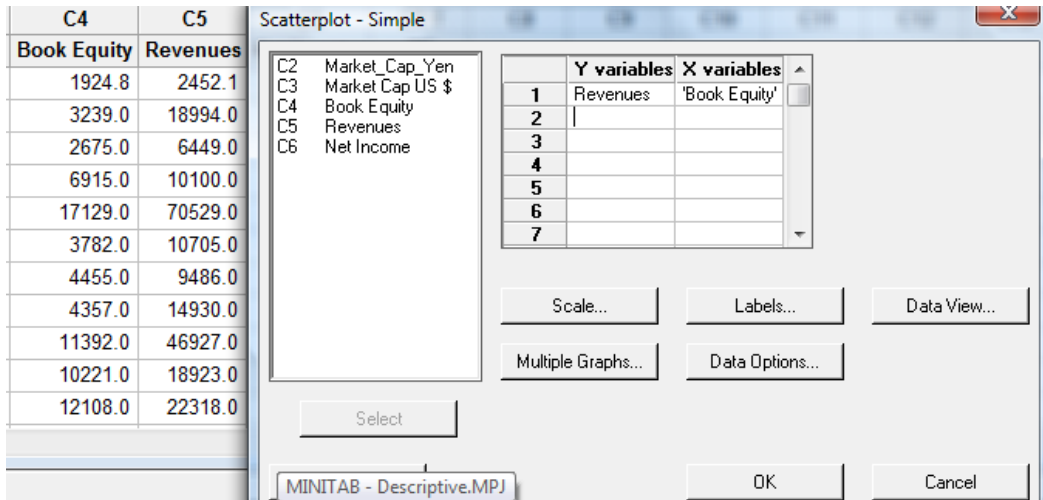 C4 C5
Book Equity Revenues
1924.8 2452.1
3239.0 18994.0
2675.0 6449.0
6915.0 10100.0
17129.0 70529.0
3782.0 10705.0
4455.0 9486.0
4357.0 14930.0
11392.0 46927.0
10221.0 18923.0
12108.0 22318.0
Scatterplot - Simple
C2 Market_Cap_Yen
C3 Market Cap US $
C4 Book Equity
C5 Revenues
C6 Net Income
Y variables X variables
1 Revenues 'Book Equity'
2
3
4
5
6
7
Scale... Labels... Data View...
Multiple Graphs... Data Options...
Select
MINITAB - Descriptive.MPJ
OK Cancel